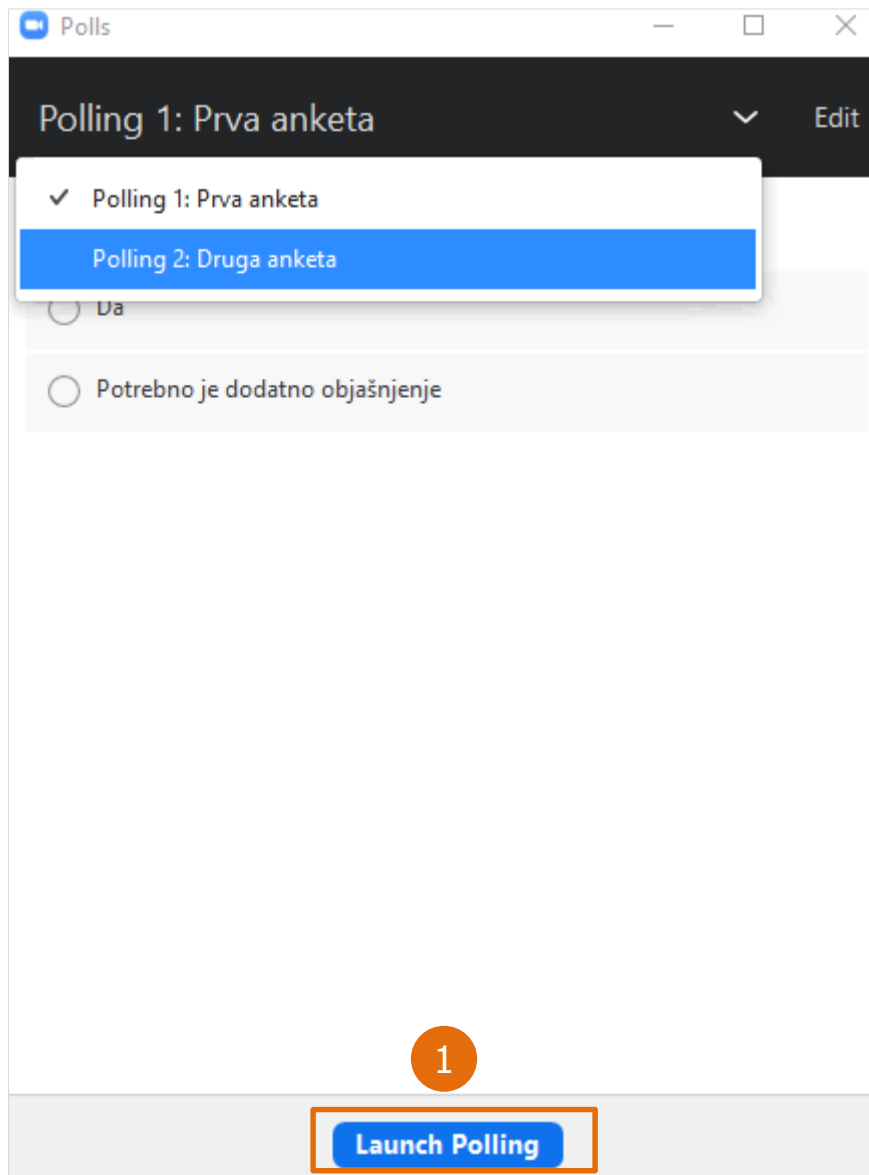 Polls
Polling 1: Prva anketa Edit
Polling 1: Prva anketa
Polling 2: Druga anketa
Da
Potrebno je dodatno objašnjenje
1
Launch Polling